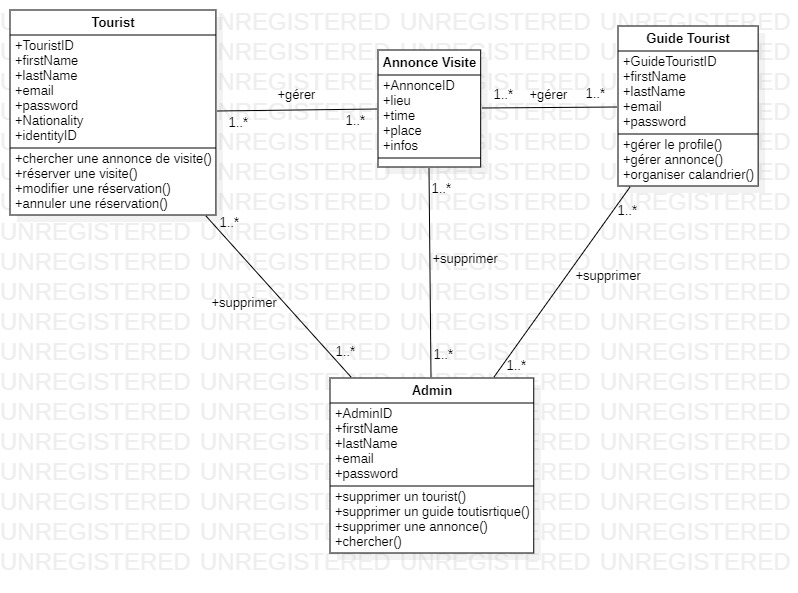 Tourist
+TouristID
+firstName
+lastName
+email
+password
+Nationality
+identityID
+chercher une annonce de visite()
+réserver une visite()
+modifier une réservation()
+annuler une réservation()
+gérer
1..*
1..*
Annonce Visite
+AnnonceID
+lieu
+time
+place
+infos
1..*
+gérer
1..*
Guide Tourist
+GuideTouristID
+firstName
+lastName
+email
+password
+gérer le profile()
+gérer annonce()
+organiser calandrier()
1..*
+supprimer
1..*
1..*
+supprimer
1..*
1..*
+supprimer
1..*
Admin
+AdminID
+firstName
+lastName
+email
+password
+supprimer un tourist()
+supprimer un guide toutisrtique()
+supprimer une annonce()
+chercher()
UNREGISTERED